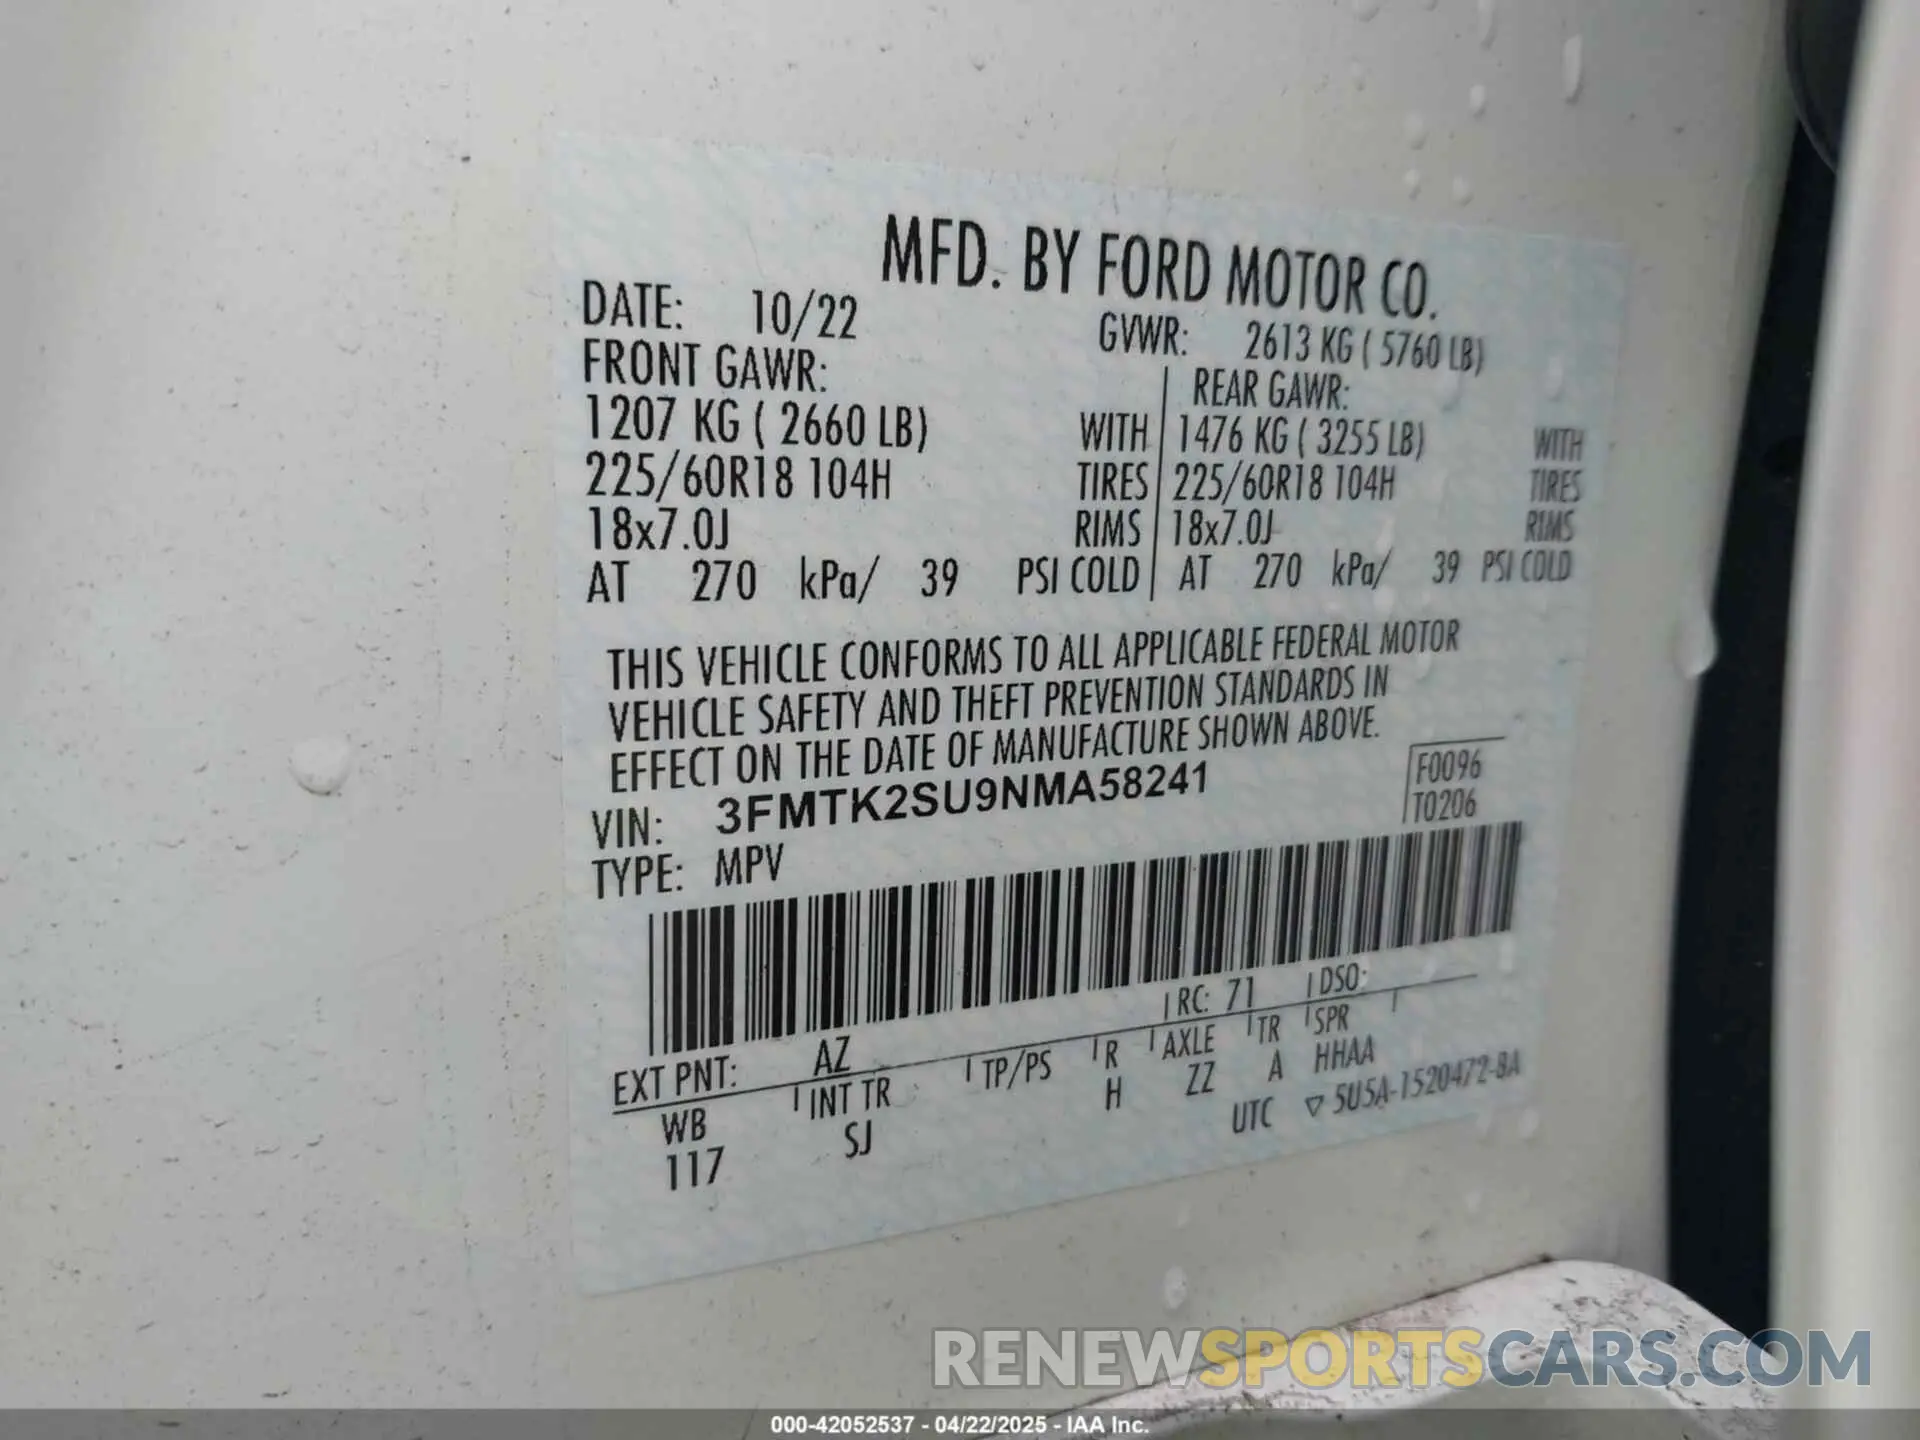 MFD. BY FORD MOTOR CO.
DATE: 10/22 GVWR: 2613 KG ( 5760 LB)
FRONT GAWR: REAR GAWR:
1207 KG ( 2660 LB) WITH 1476 KG ( 3255 LB) WITH
225/60R18 104H TIRES 225/60R18 104H TIRES
18x7.0J RIMS 18x7.0J RIMS
AT 270 kPa/ 39 PSI COLD AT 270 kPa/ 39 PSI COLD
THIS VEHICLE CONFORMS TO ALL APPLICABLE FEDERAL MOTOR
VEHICLE SAFETY AND THEFT PREVENTION STANDARDS IN
EFFECT ON THE DATE OF MANUFACTURE SHOWN ABOVE.
VIN: 3FMTK2SU9NMA58241 F0096
TYPE: MPV T0206
EXT PNT: AZ RC: 71 DSO:
WB INT TR TP/PS R AXLE TR SPR
117 SJ H ZZ A HHAA
UTC ▽ 5U5A-1520472-BA
RENEWSPORTSCARS.COM
000-42052537 - 04/22/2025 - IAA Inc.